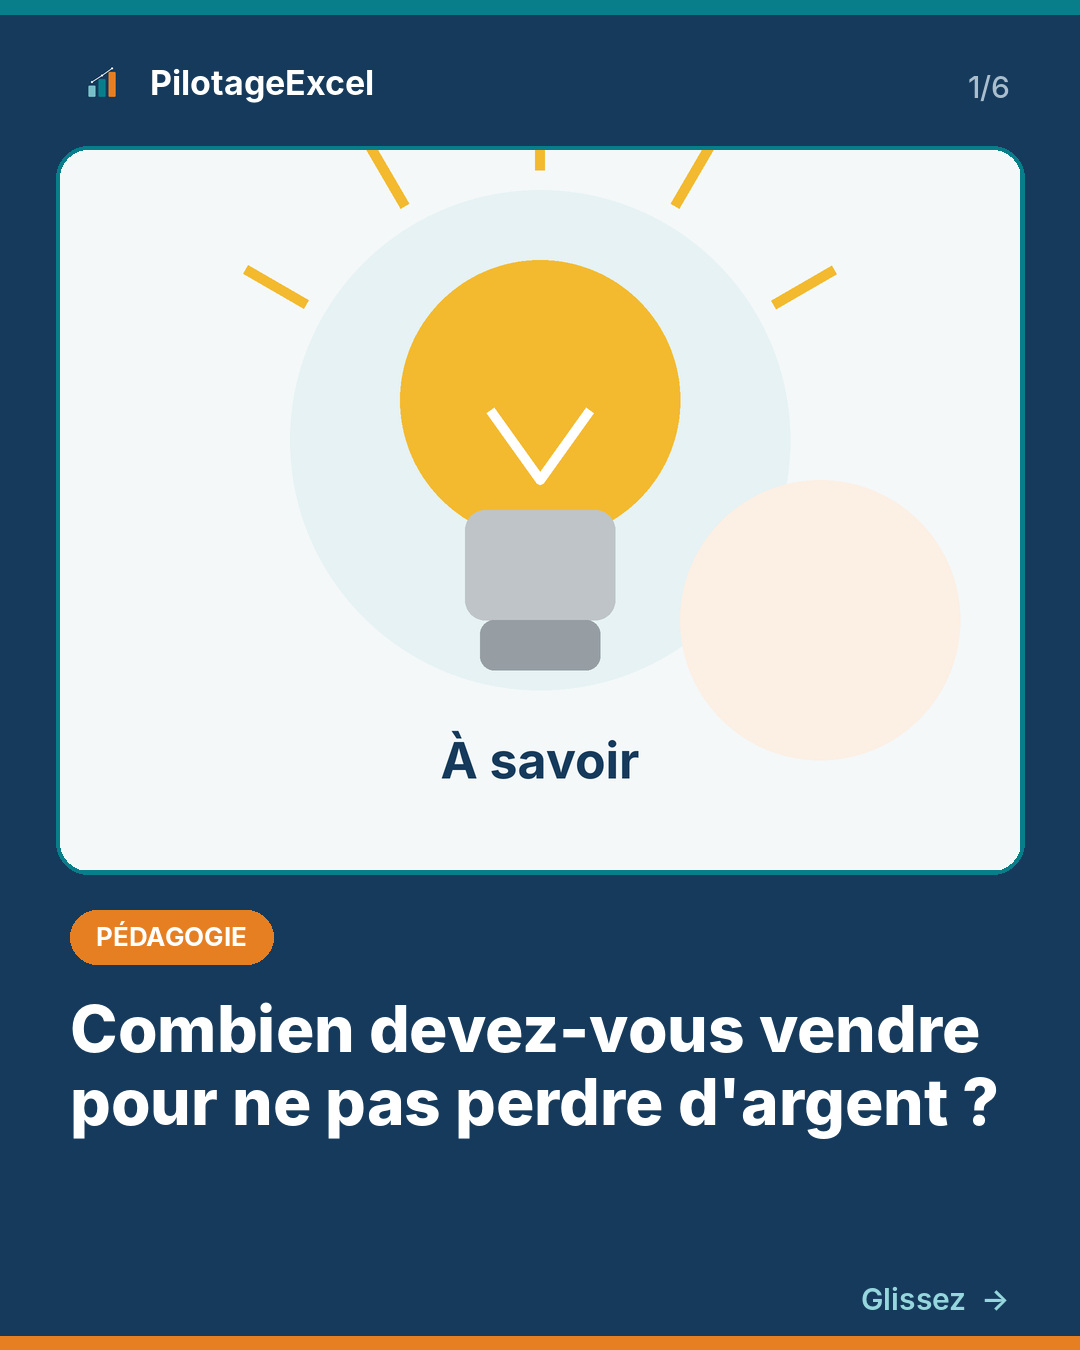 PilotageExcel
1/6
À savoir
PÉDAGOGIE
Combien devez-vous vendre
pour ne pas perdre d'argent ?
Glissez →